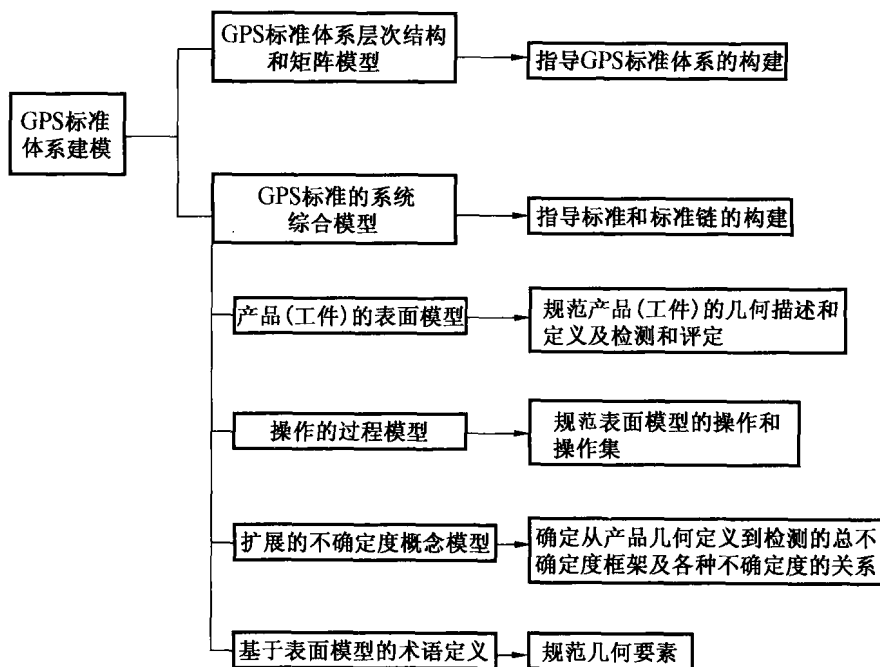 GPS标准体系层次结构
和矩阵模型
指导GPS标准体系的构建
GPS标准
体系建模
GPS标准的系统
综合模型
指导标准和标准链的构建
产品(工件)的表面模型
规范产品(工件)的几何描述和
定义及检测和评定
操作的过程模型
规范表面模型的操作和
操作集
扩展的不确定度概念模型
确定从产品几何定义到检测的总不
确定度框架及各种不确定度的关系
基于表面模型的术语定义
规范几何要素